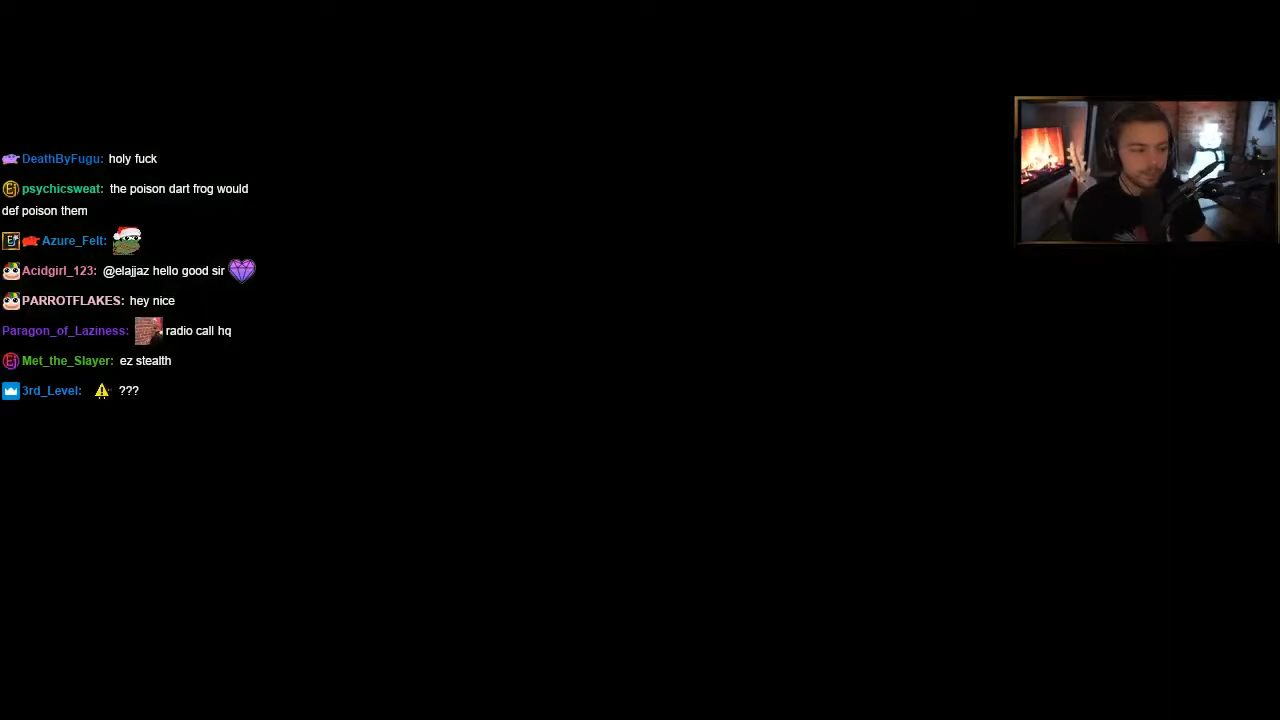 DeathByFugu: holy fuck
psychicsweat: the poison dart frog would
def poison them
Azure_Felt:
Acidgirl_123: @elajjaz hello good sir
PARROTFLAKES: hey nice
Paragon_of_Laziness: radio call hq
Met_the_Slayer: ez stealth
3rd_Level: ???